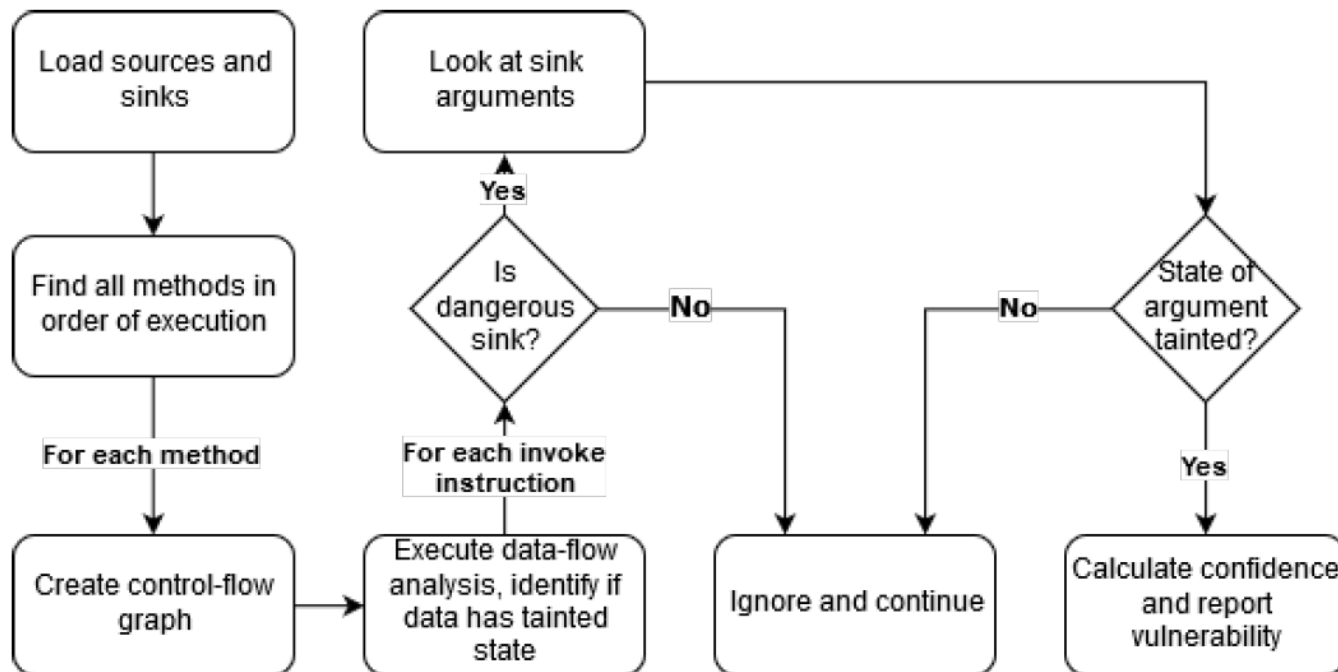 Load sources and
sinks
Find all methods in
order of execution
For each method
Create control-flow
graph
Execute data-flow
analysis, identify if
data has tainted
state
For each invoke
instruction
Is
dangerous
sink?
Yes
No
Look at sink
arguments
State of
argument
tainted?
No
Yes
Ignore and continue
Calculate confidence
and report
vulnerability